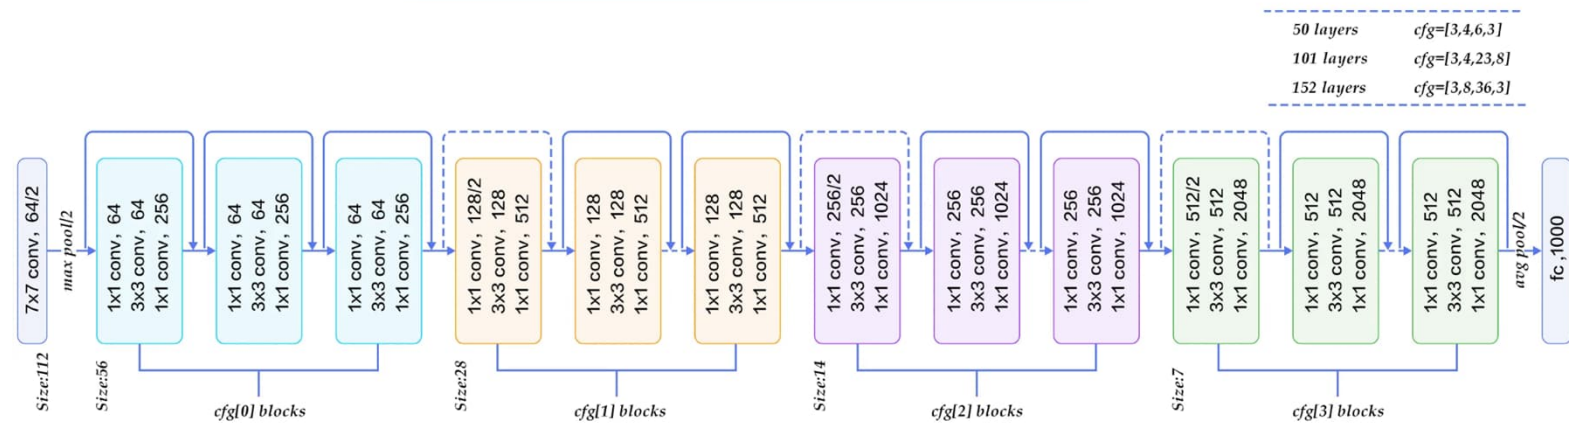 50 layers cfg=[3,4,6,3]
101 layers cfg=[3,4,23,8]
152 layers cfg=[3,8,36,3]
7x7 conv, 64/2
max pool/2
1x1 conv, 64
3x3 conv, 64
1x1 conv, 256
1x1 conv, 64
3x3 conv, 64
1x1 conv, 256
1x1 conv, 64
3x3 conv, 64
1x1 conv, 256
1x1 conv, 128/2
3x3 conv, 128
1x1 conv, 512
1x1 conv, 128
3x3 conv, 128
1x1 conv, 512
1x1 conv, 128
3x3 conv, 128
1x1 conv, 512
1x1 conv, 256/2
3x3 conv, 256
1x1 conv, 1024
1x1 conv, 256
3x3 conv, 256
1x1 conv, 1024
1x1 conv, 256
3x3 conv, 256
1x1 conv, 1024
1x1 conv, 512/2
3x3 conv, 512
1x1 conv, 2048
1x1 conv, 512
3x3 conv, 512
1x1 conv, 2048
1x1 conv, 512
3x3 conv, 512
1x1 conv, 2048
avg pool/2
fc ,1000
Size:112
Size:56
cfg[0] blocks
Size:28
cfg[1] blocks
Size:14
cfg[2] blocks
Size:7
cfg[3] blocks